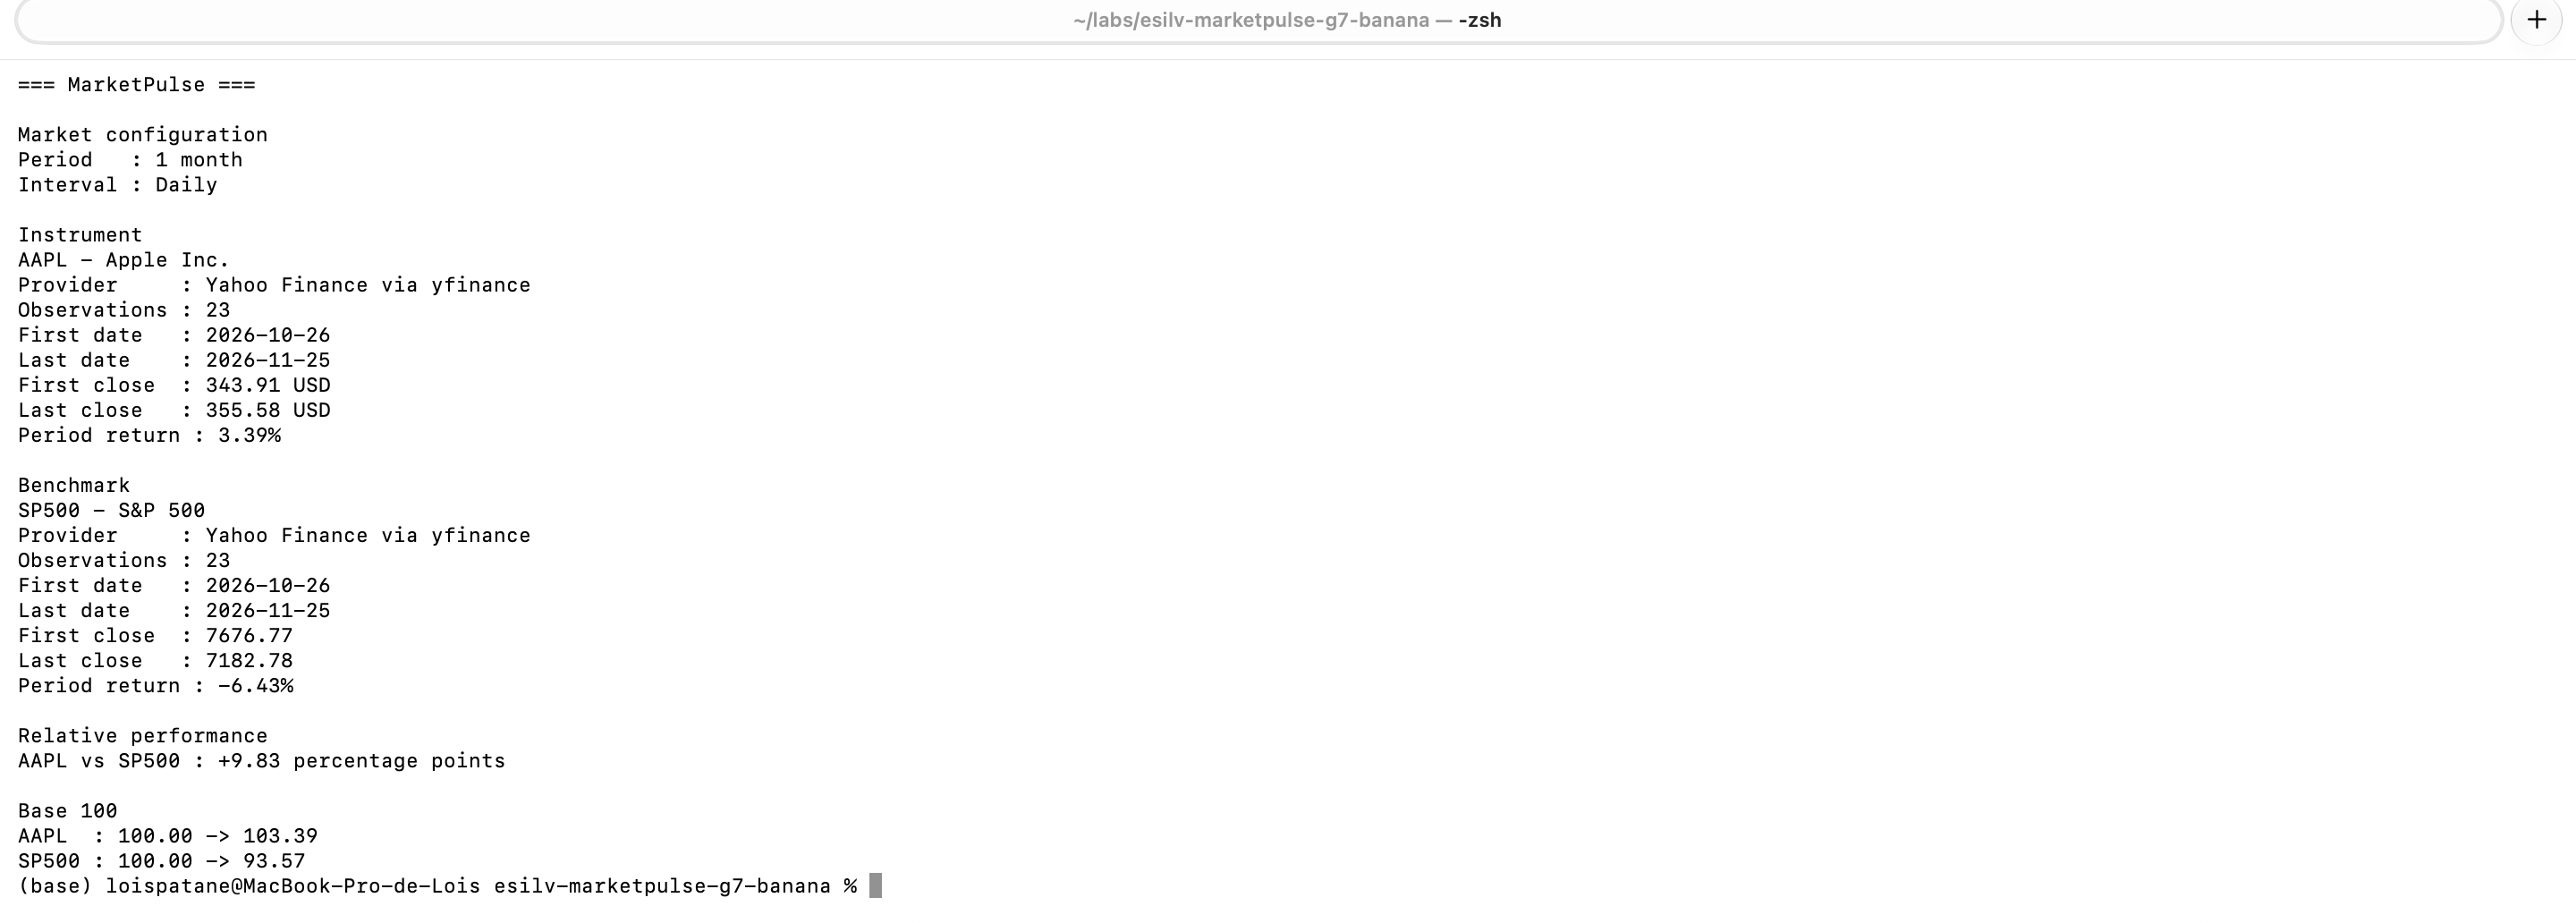 ~/labs/esilv-marketpulse-g7-banana — -zsh
+
=== MarketPulse ===
Market configuration
Period   : 1 month
Interval : Daily
Instrument
AAPL - Apple Inc.
Provider     : Yahoo Finance via yfinance
Observations : 23
First date   : 2026-10-26
Last date    : 2026-11-25
First close  : 343.91 USD
Last close   : 355.58 USD
Period return : 3.39%
Benchmark
SP500 - S&P 500
Provider     : Yahoo Finance via yfinance
Observations : 23
First date   : 2026-10-26
Last date    : 2026-11-25
First close  : 7676.77
Last close   : 7182.78
Period return : -6.43%
Relative performance
AAPL vs SP500 : +9.83 percentage points
Base 100
AAPL  : 100.00 -> 103.39
SP500 : 100.00 -> 93.57
(base) loispatane@MacBook-Pro-de-Lois esilv-marketpulse-g7-banana %